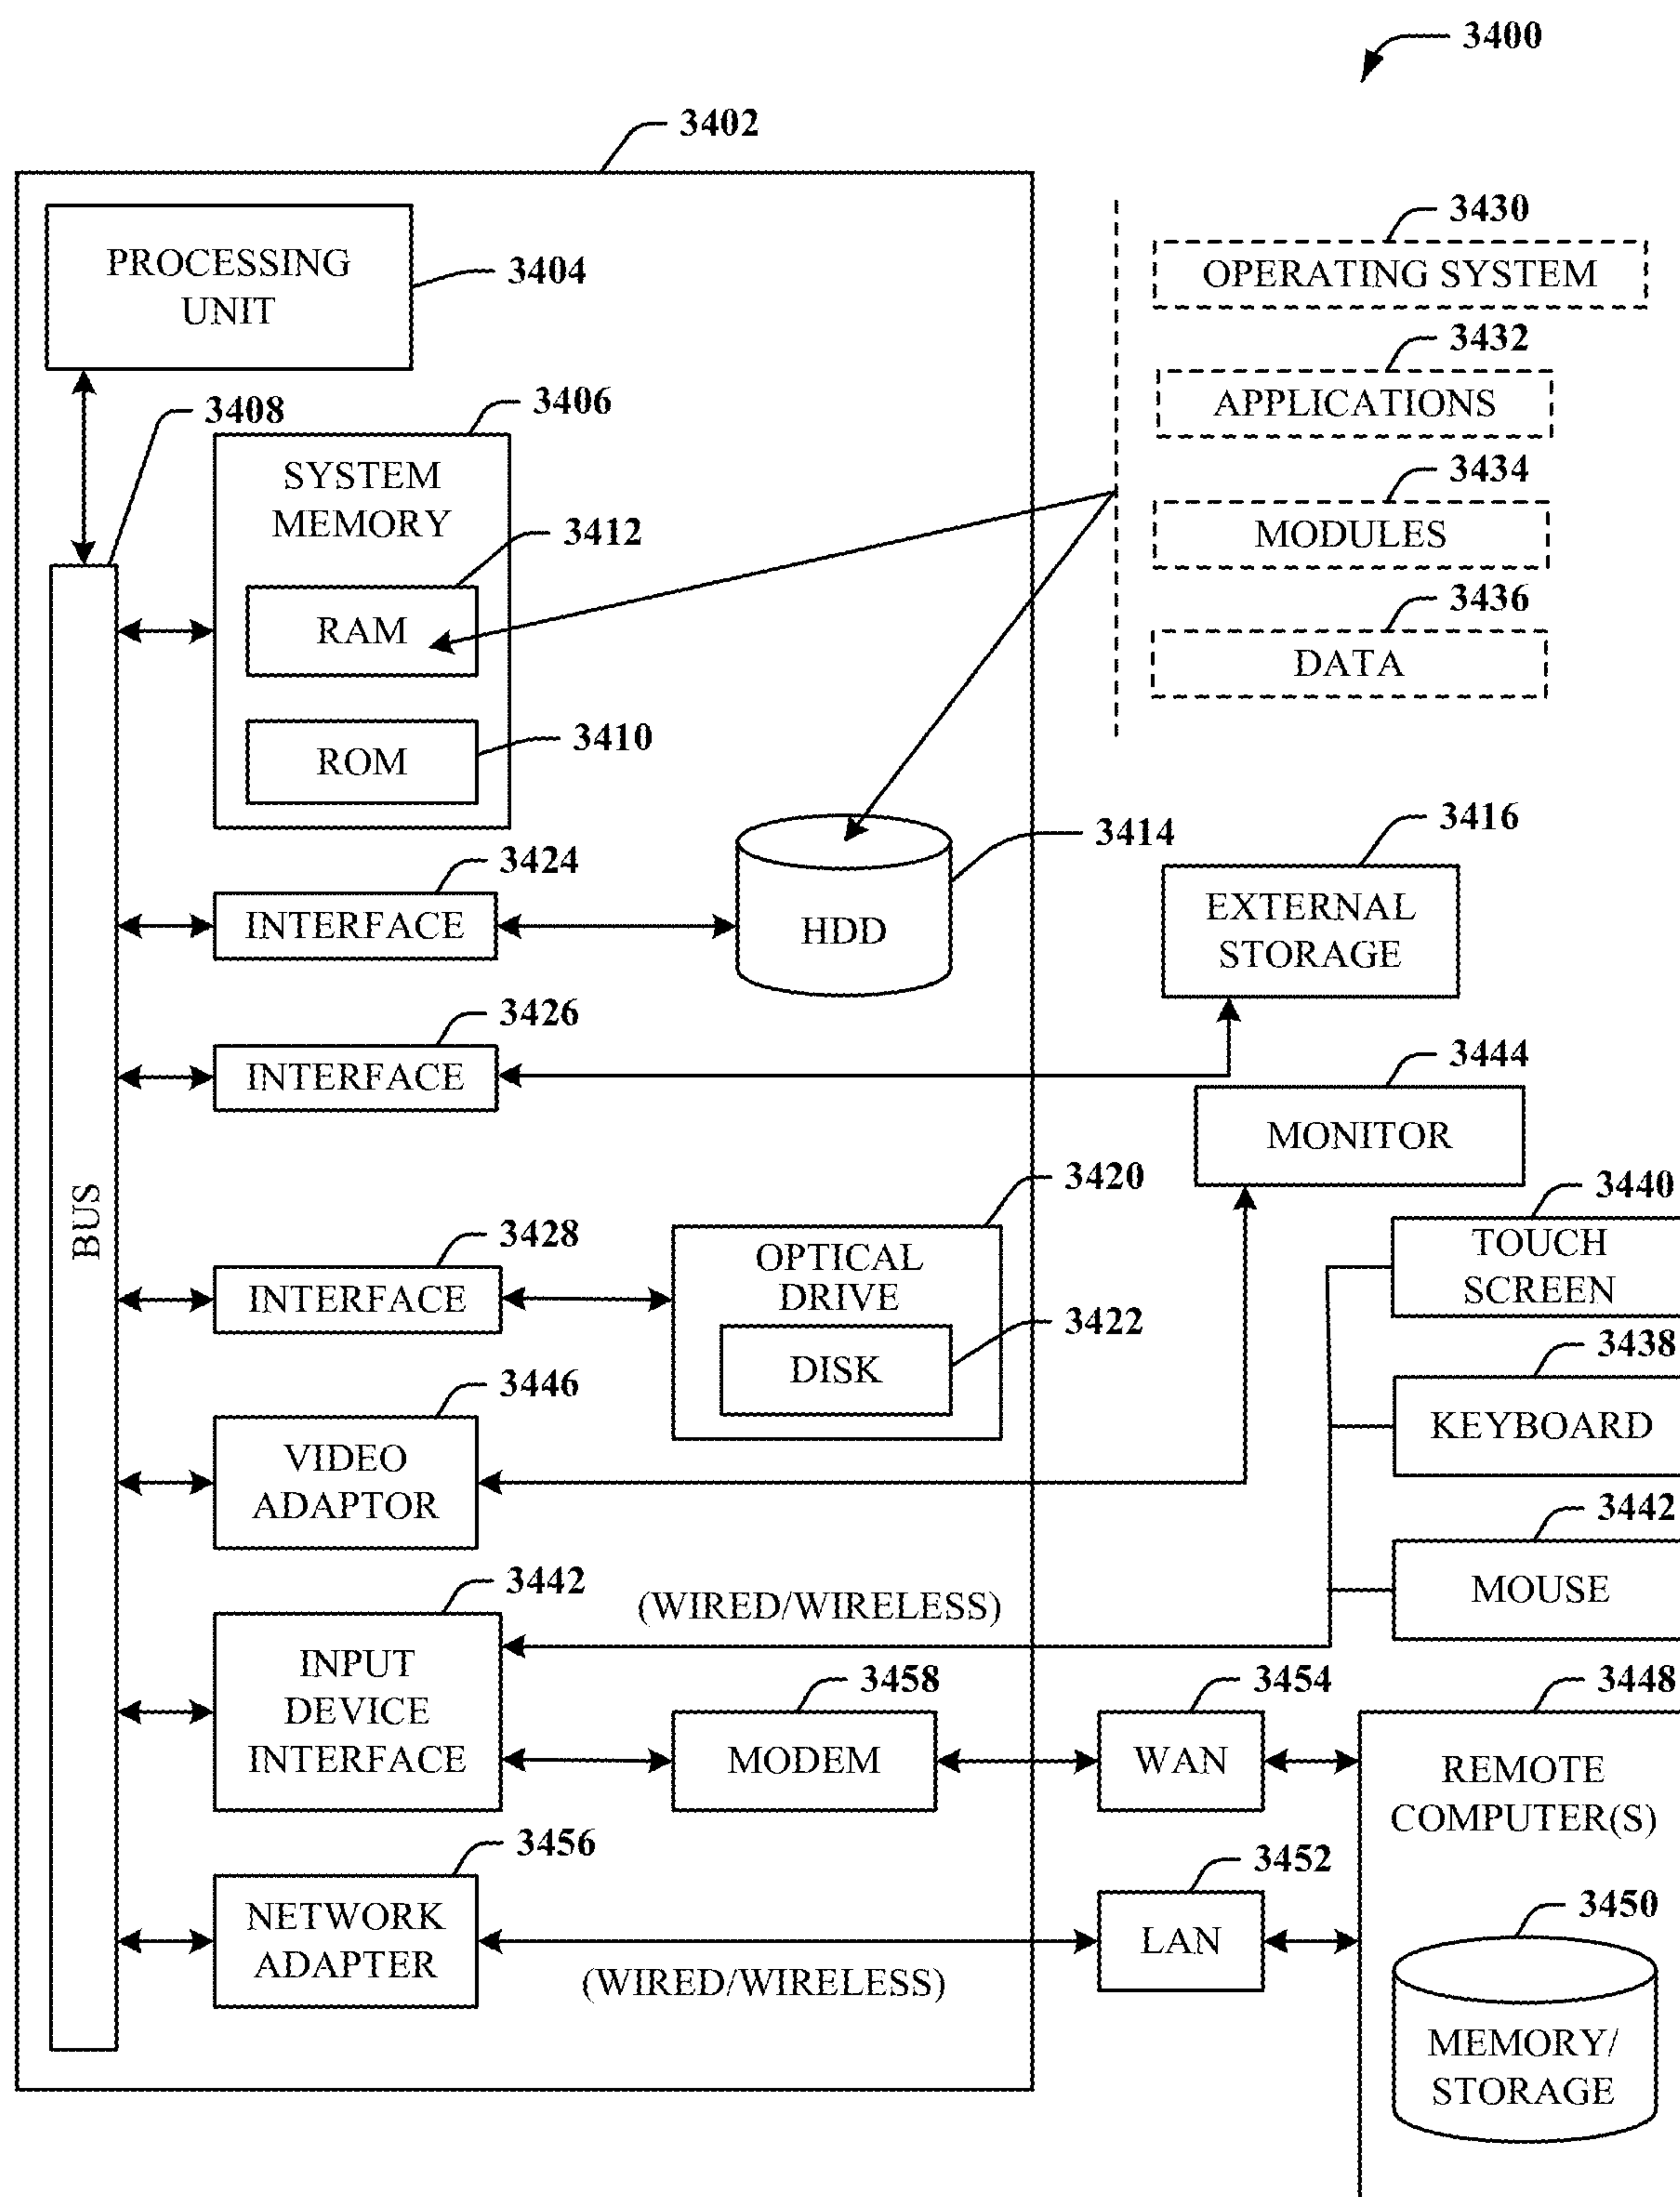 3400
3402
PROCESSING
UNIT
3404
3430
OPERATING SYSTEM
3432
APPLICATIONS
3434
MODULES
3436
DATA
3408
3406
SYSTEM
MEMORY
3412
RAM
3410
ROM
3424
INTERFACE
3414
HDD
3416
EXTERNAL
STORAGE
3426
INTERFACE
3444
MONITOR
BUS
3428
INTERFACE
3420
OPTICAL
DRIVE
3422
DISK
3440
TOUCH
SCREEN
3438
KEYBOARD
3442
MOUSE
3446
VIDEO
ADAPTOR
3442
INPUT
DEVICE
INTERFACE
(WIRED/WIRELESS)
3458
MODEM
3454
WAN
3448
REMOTE
COMPUTER(S)
3456
NETWORK
ADAPTER
(WIRED/WIRELESS)
3452
LAN
3450
MEMORY/
STORAGE